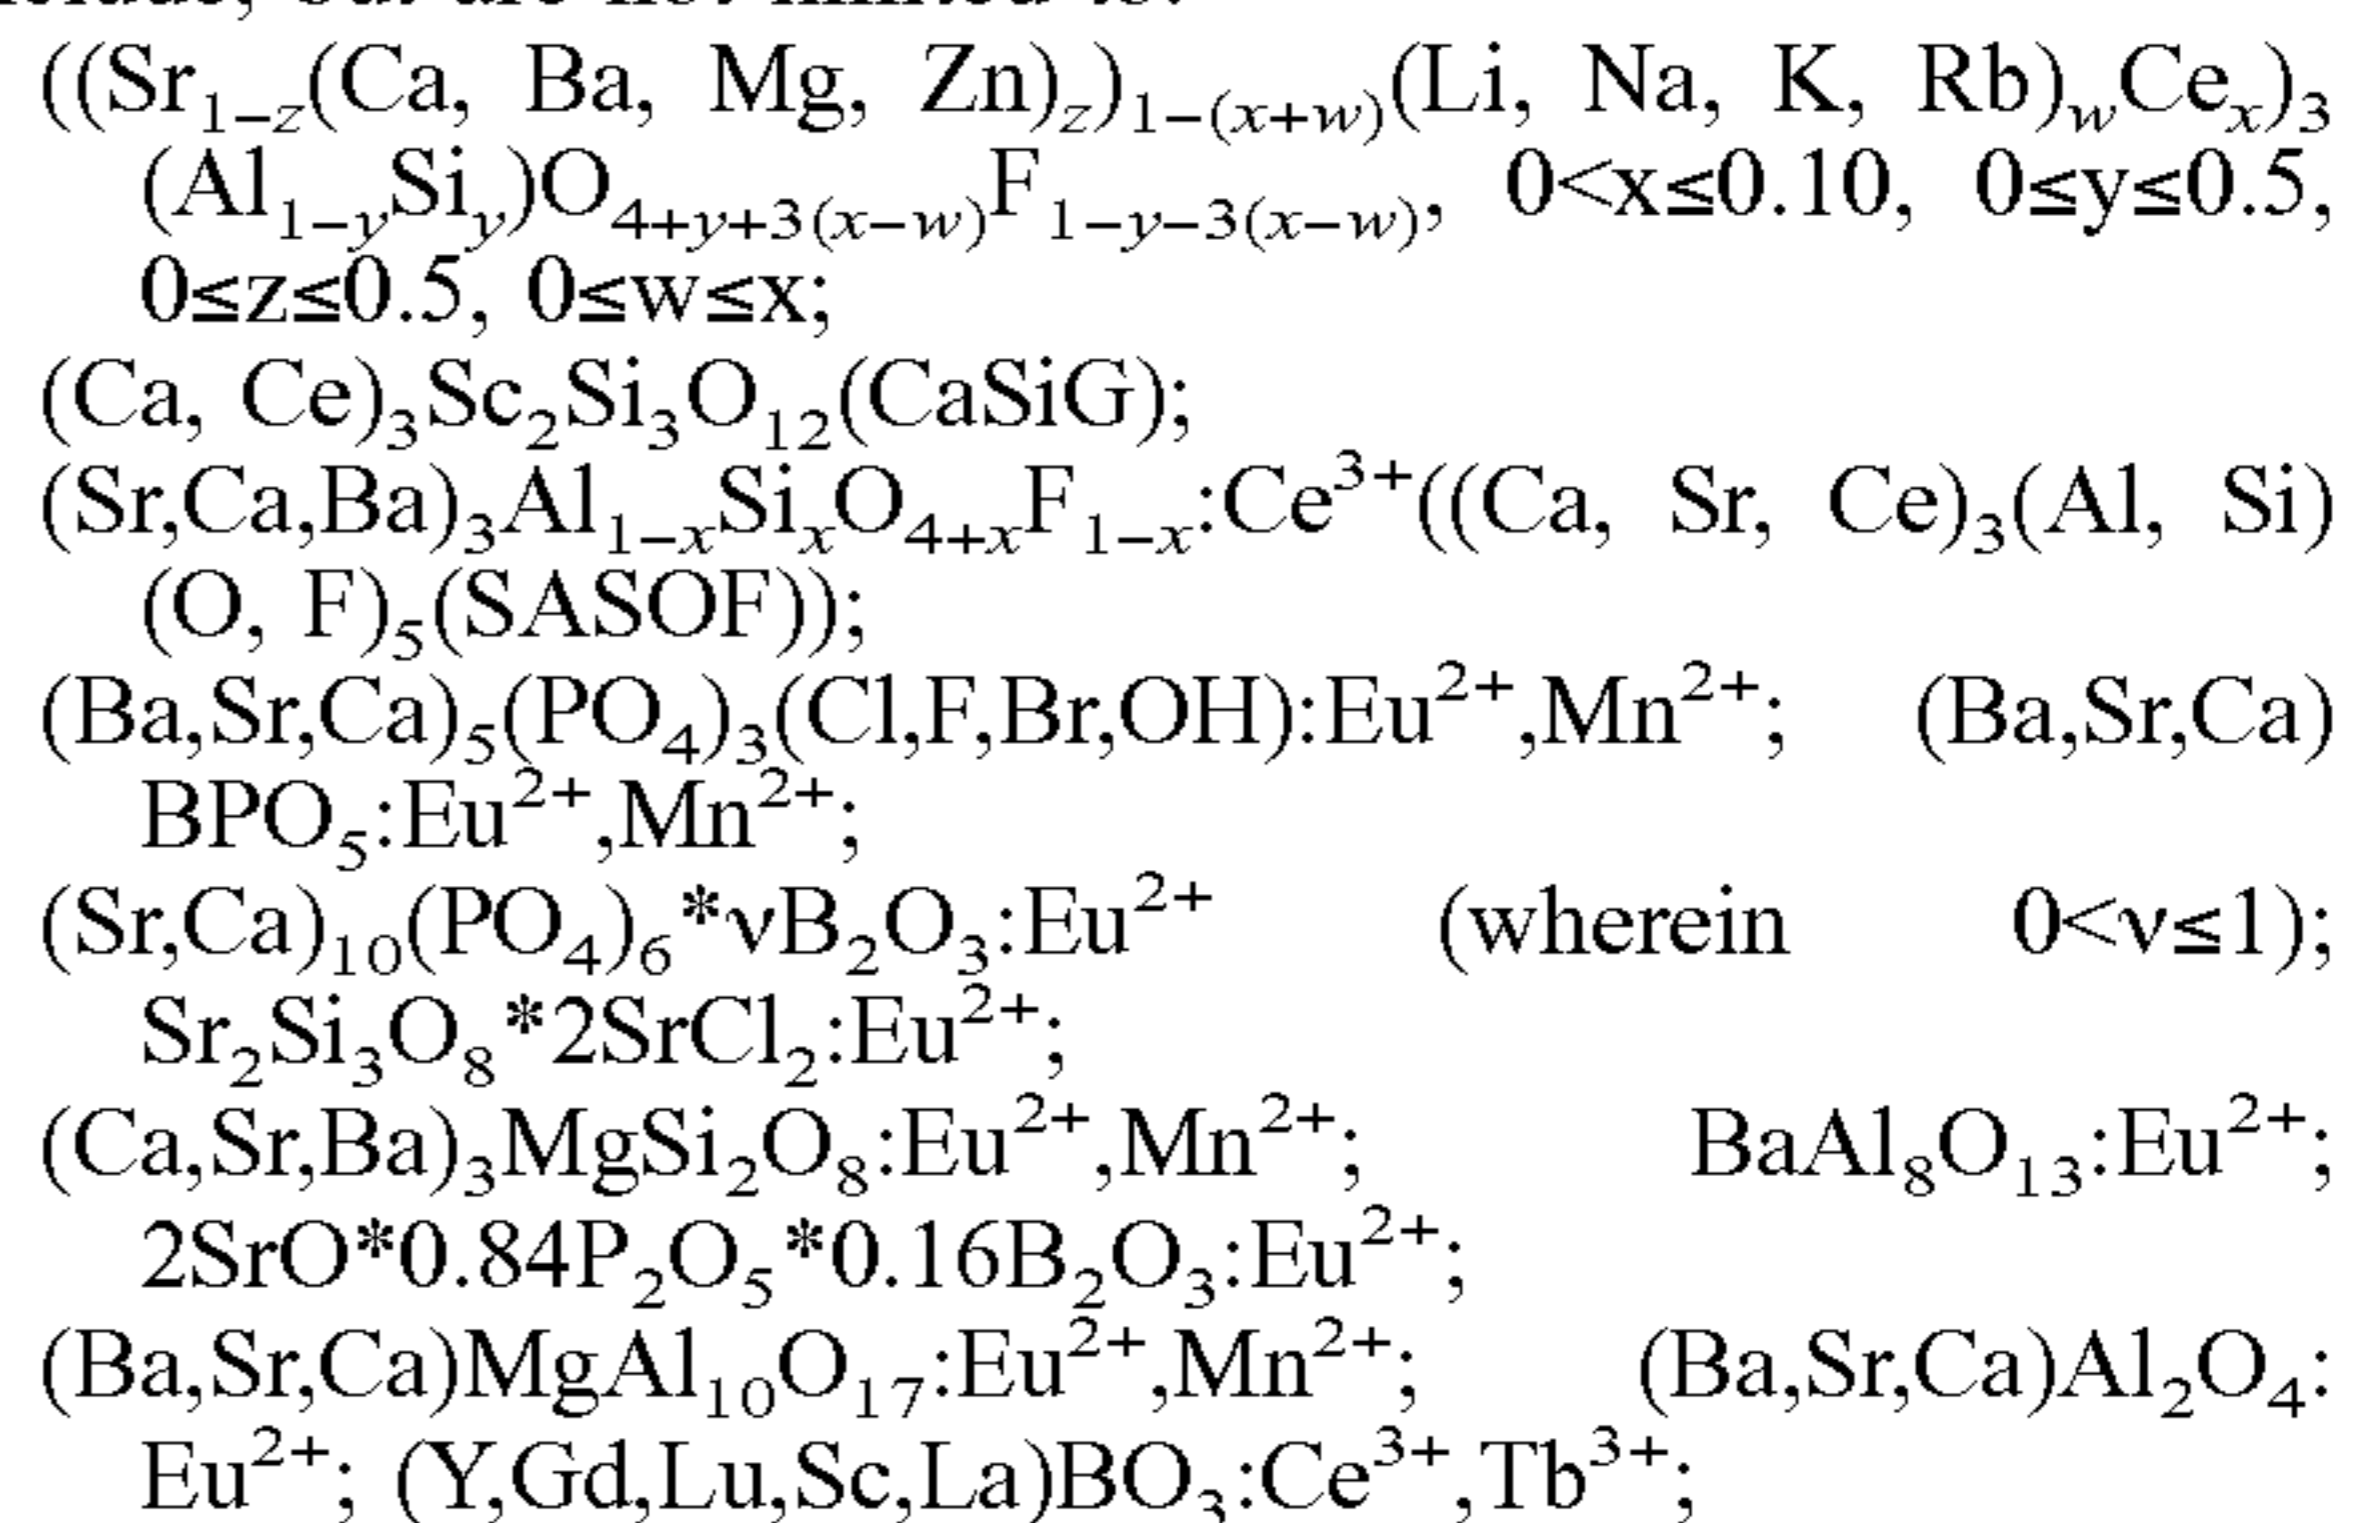 ((Sr₁₋z(Ca, Ba, Mg, Zn)z)₁₋₍ₓ₊w₎(Li, Na, K, Rb)wCeₓ)₃
(Al₁₋ySiy)O₄₊y₊₃₍ₓ₋w₎F₁₋y₋₃₍ₓ₋w₎, 0<x≤0.10, 0≤y≤0.5,
0≤z≤0.5, 0≤w≤x;
(Ca, Ce)₃Sc₂Si₃O₁₂(CaSiG);
(Sr,Ca,Ba)₃Al₁₋ₓSiₓO₄₊ₓF₁₋ₓ:Ce³⁺((Ca, Sr, Ce)₃(Al, Si)
(O, F)₅(SASOF));
(Ba,Sr,Ca)₅(PO₄)₃(Cl,F,Br,OH):Eu²⁺,Mn²⁺; (Ba,Sr,Ca)
BPO₅:Eu²⁺,Mn²⁺;
(Sr,Ca)₁₀(PO₄)₆*νB₂O₃:Eu²⁺ (wherein 0<ν≤1);
Sr₂Si₃O₈*2SrCl₂:Eu²⁺;
(Ca,Sr,Ba)₃MgSi₂O₈:Eu²⁺,Mn²⁺; BaAl₈O₁₃:Eu²⁺;
2SrO*0.84P₂O₅*0.16B₂O₃:Eu²⁺;
(Ba,Sr,Ca)MgAl₁₀O₁₇:Eu²⁺,Mn²⁺; (Ba,Sr,Ca)Al₂O₄:
Eu²⁺; (Y,Gd,Lu,Sc,La)BO₃:Ce³⁺,Tb³⁺;